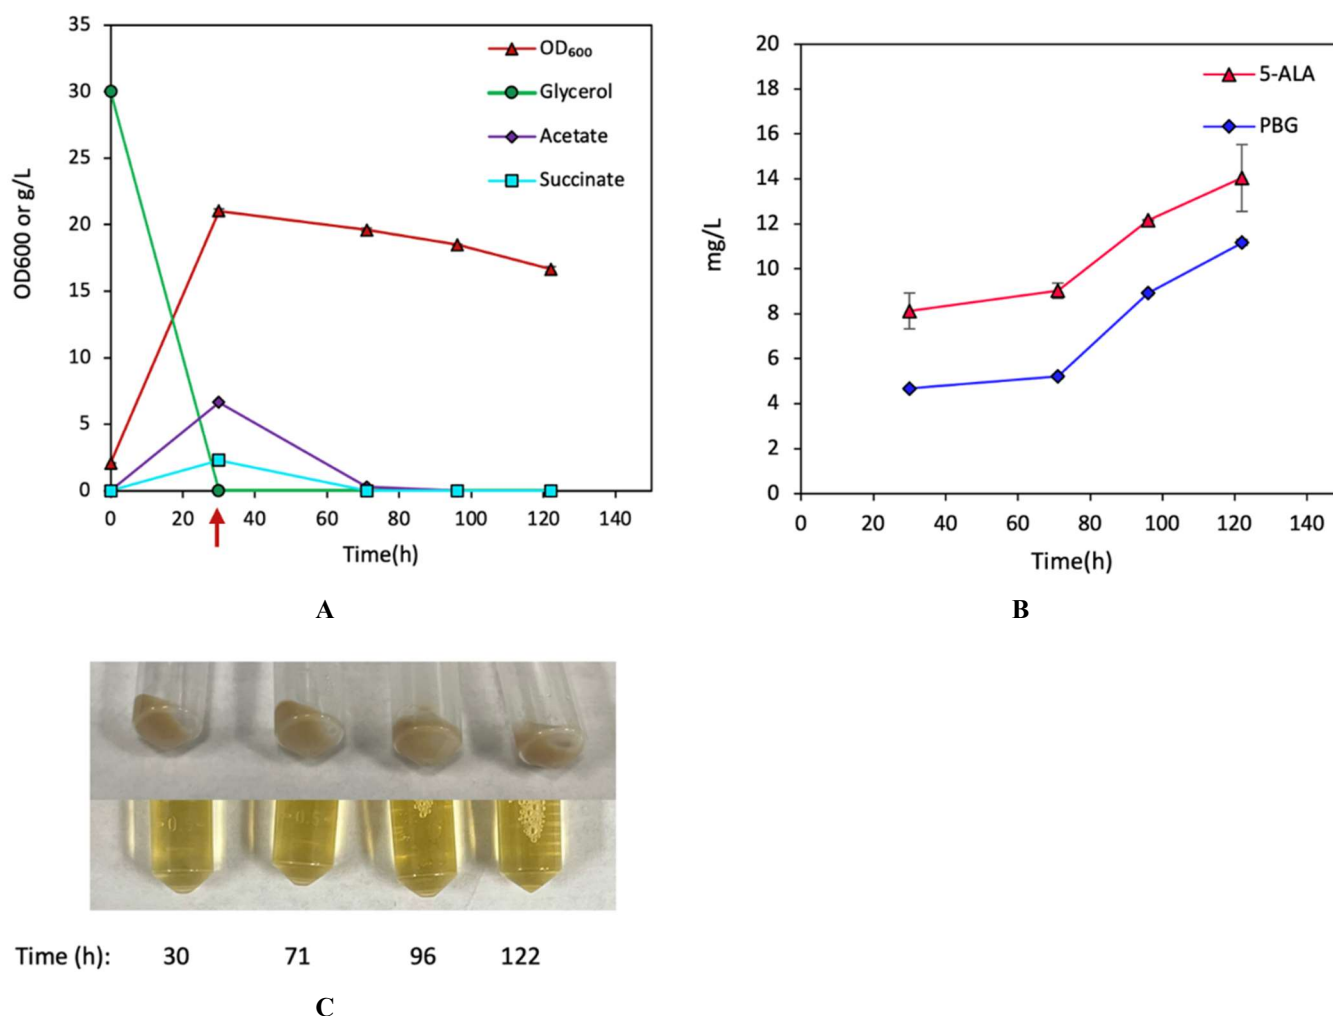 35
30
25
20
15
10
5
0
OD600 or g/L
OD₆₀₀
Glycerol
Acetate
Succinate
0 20 40 60 80 100 120 140
Time(h)
A
20
18
16
14
12
10
8
6
4
2
0
mg/L
5-ALA
PBG
0 20 40 60 80 100 120 140
Time(h)
B
Time (h): 30 71 96 122
C